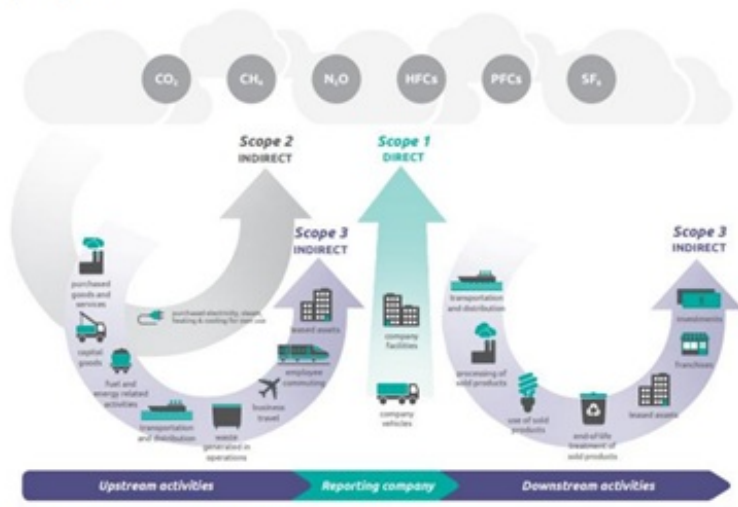 CO₂
CH₄
N₂O
HFCs
PFCs
SF₆
Scope 2
INDIRECT
Scope 1
DIRECT
Scope 3
INDIRECT
Scope 3
INDIRECT
purchased
goods and
services
capital
goods
fuel and
energy related
activities
transportation
and distribution
waste
generated in
operations
business
travel
employee
commuting
leased assets
purchased electricity, steam,
heating & cooling for own use
company
facilities
company
vehicles
transportation
and distribution
processing of
sold products
use of sold
products
end-of-life
treatment of
sold products
leased assets
franchises
investments
Upstream activities
Reporting company
Downstream activities